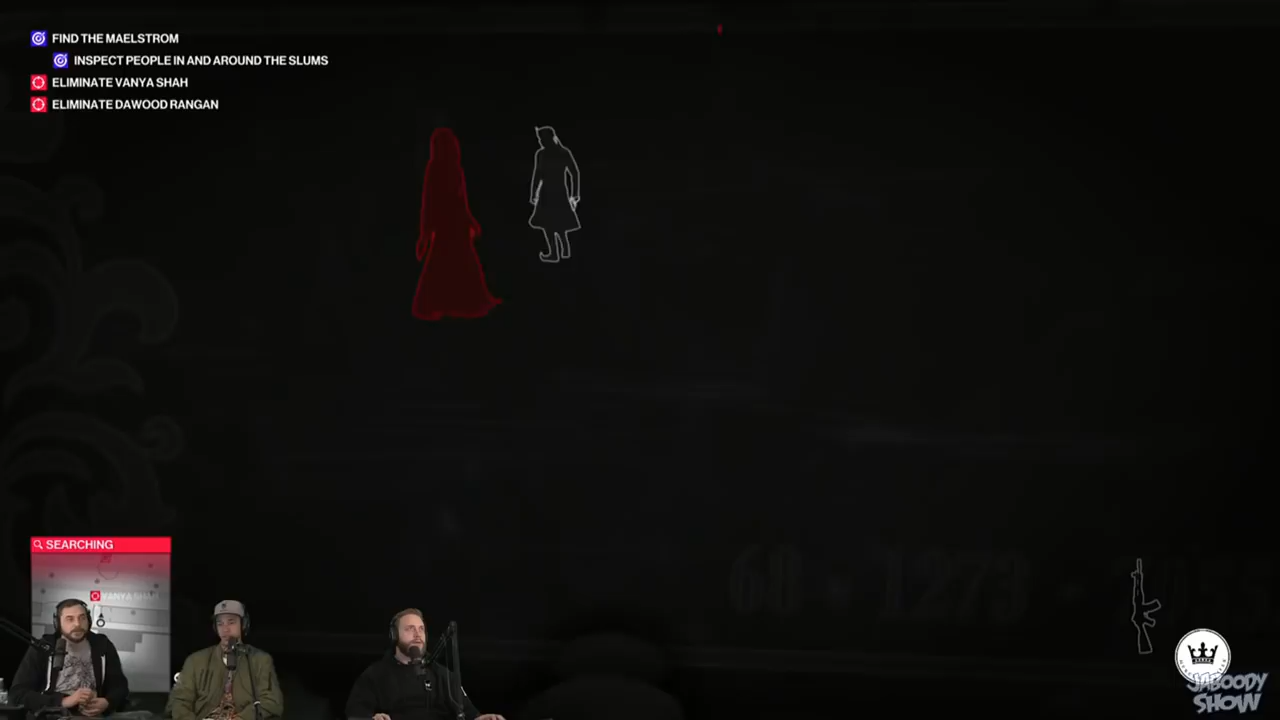 FIND THE MAELSTROM
INSPECT PEOPLE IN AND AROUND THE SLUMS
ELIMINATE VANYA SHAH
ELIMINATE DAWOOD RANGAN
SEARCHING
VANYA SHAH
JABOODY
SHOW